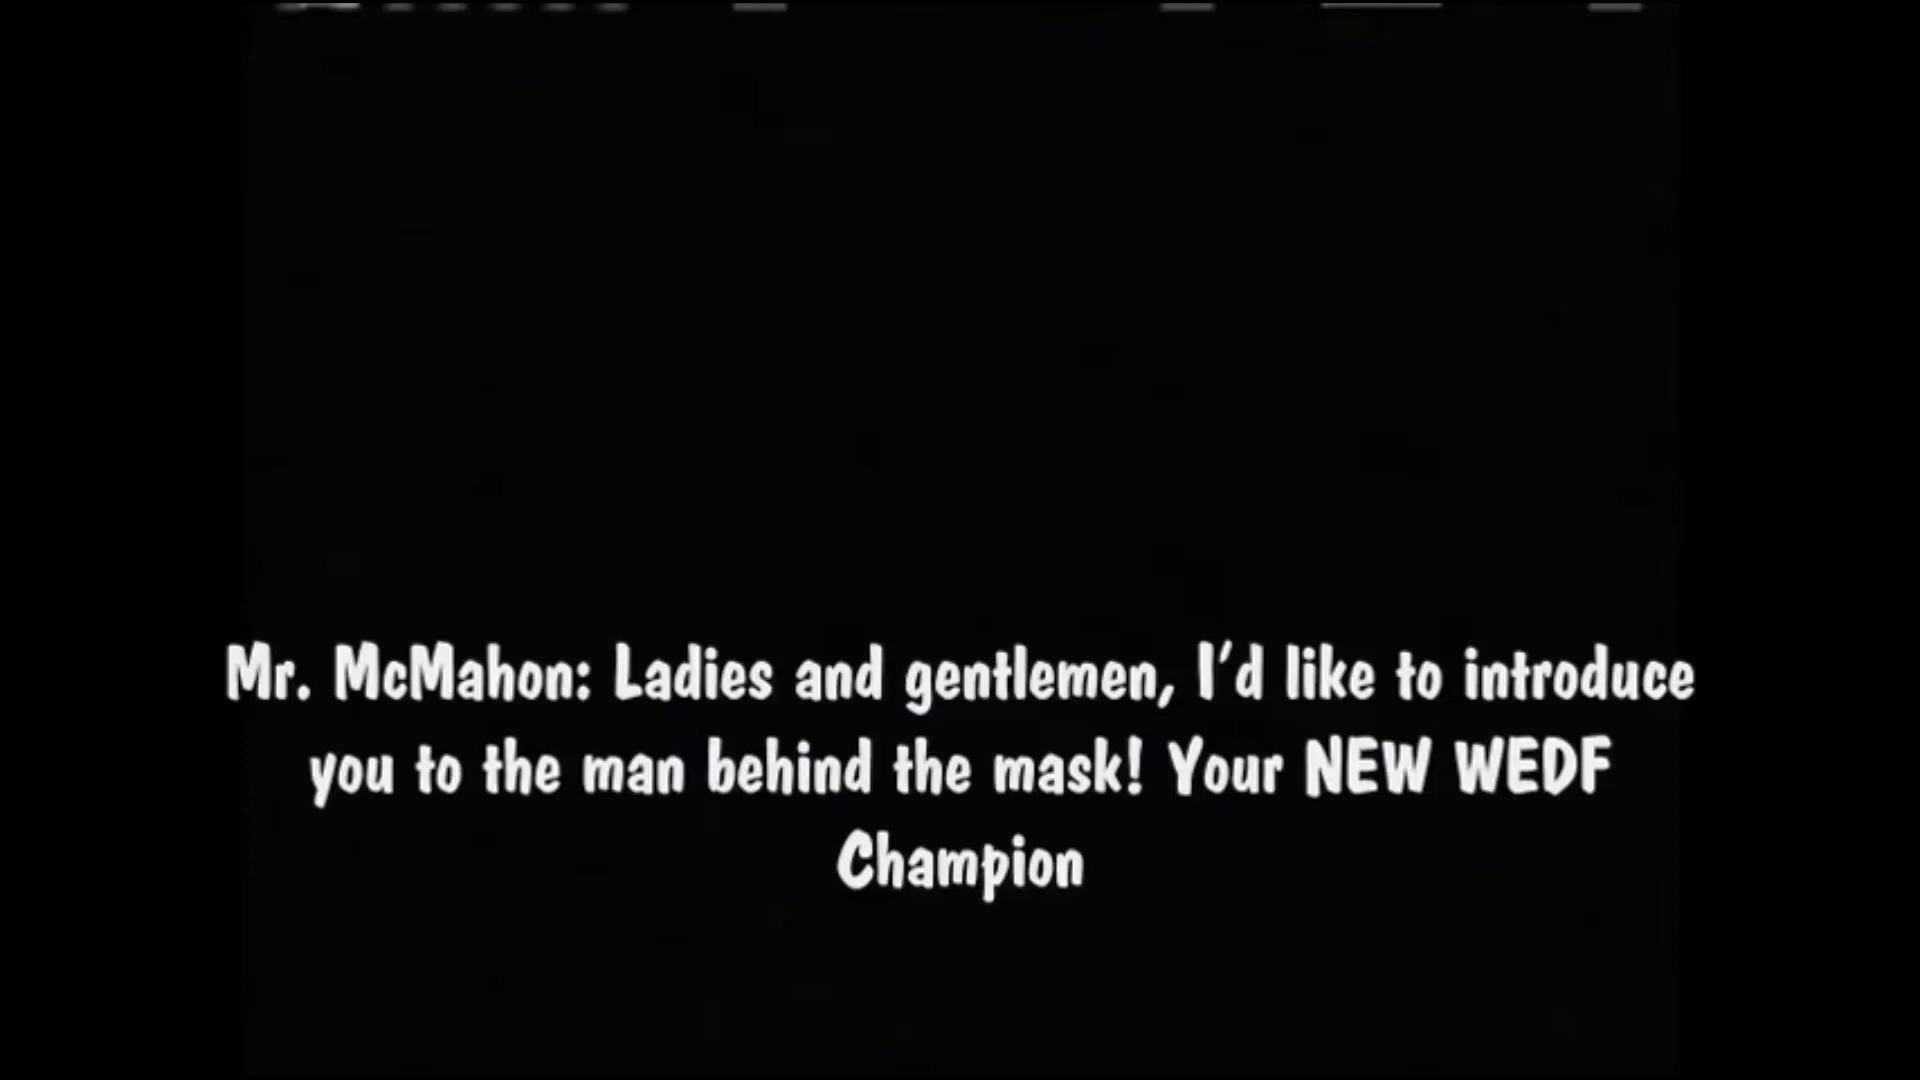 Mr. McMahon: Ladies and gentlemen, I'd like to introduce
you to the man behind the mask! Your NEW WEDF
Champion